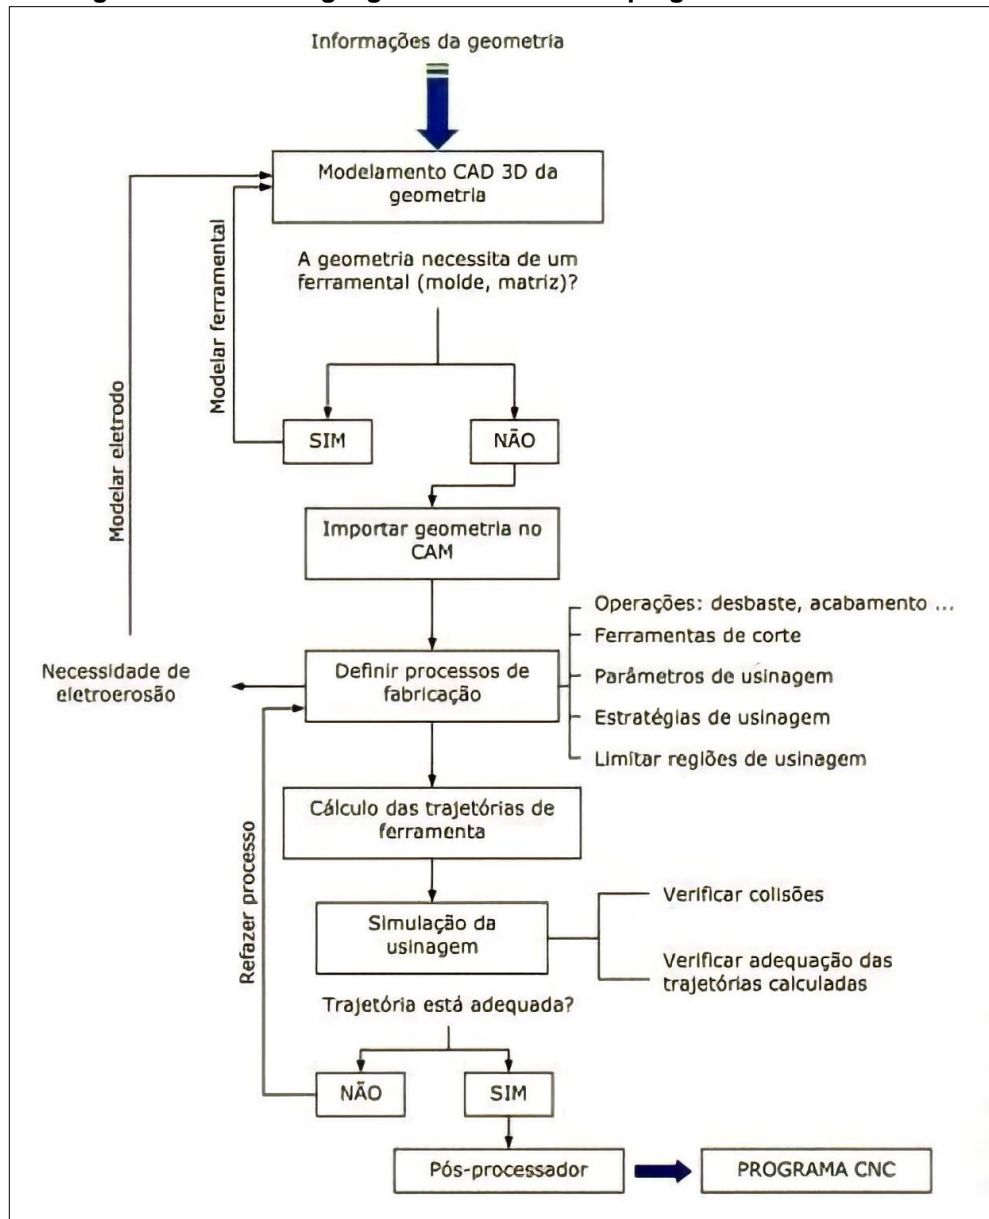 Informações da geometria
Modelamento CAD 3D da
geometria
A geometria necessita de um
ferramental (molde, matriz)?
Modelar ferramental
Modelar eletrodo
SIM
NÃO
Importar geometria no
CAM
Necessidade de
eletroerosão
Definir processos de
fabricação
Operações: desbaste, acabamento ...
Ferramentas de corte
Parâmetros de usinagem
Estratégias de usinagem
Limitar regiões de usinagem
Cálculo das trajetórias de
ferramenta
Refazer processo
Simulação da
usinagem
Verificar colisões
Verificar adequação das
trajetórias calculadas
Trajetória está adequada?
NÃO
SIM
Pós-processador
PROGRAMA CNC